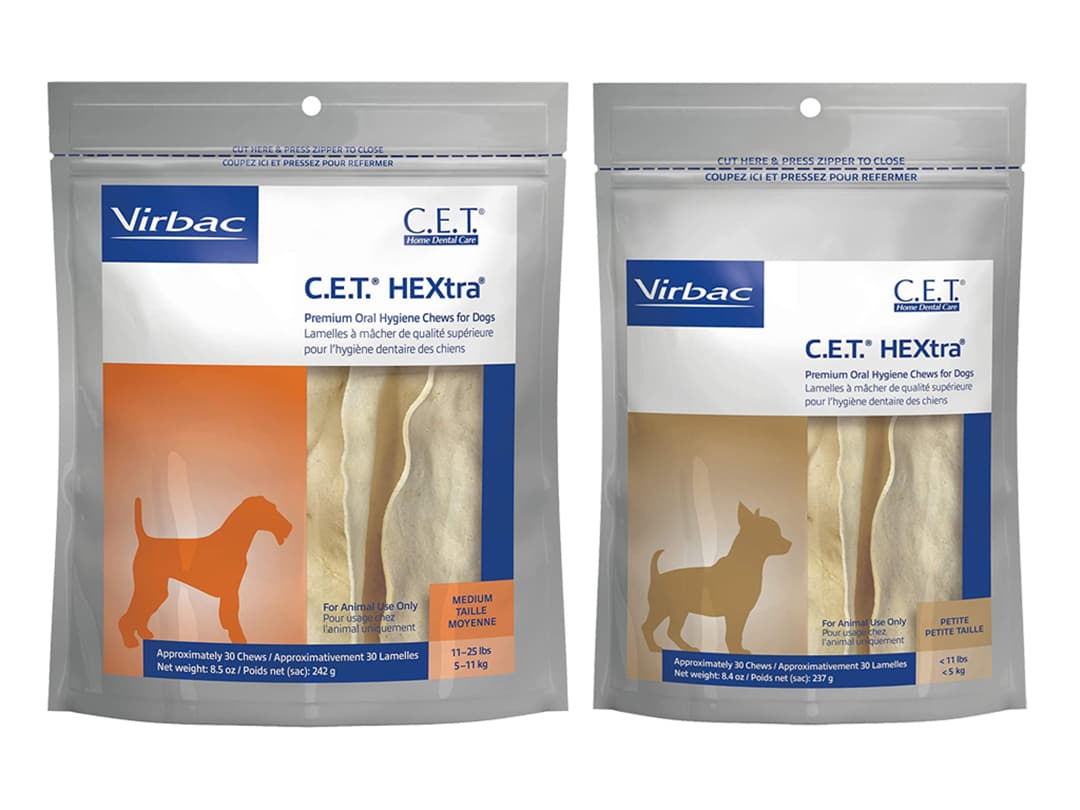 CUT HERE & PRESS ZIPPER TO CLOSE
COUPEZ ICI ET PRESSEZ POUR REFERMER
Virbac
C.E.T.®
Home Dental Care
C.E.T.® HEXtra®
Premium Oral Hygiene Chews for Dogs
Lamelles à mâcher de qualité supérieure
pour l'hygiène dentaire des chiens
For Animal Use Only
Pour usage chez
l'animal uniquement
MEDIUM
TAILLE
MOYENNE
11–25 lbs
5–11 kg
Approximately 30 Chews / Approximativement 30 Lamelles
Net weight: 8.5 oz / Poids net (sac): 242 g
CUT HERE & PRESS ZIPPER TO CLOSE
COUPEZ ICI ET PRESSEZ POUR REFERMER
Virbac
C.E.T.®
Home Dental Care
C.E.T.® HEXtra®
Premium Oral Hygiene Chews for Dogs
Lamelles à mâcher de qualité supérieure
pour l'hygiène dentaire des chiens
For Animal Use Only
Pour usage chez
l'animal uniquement
PETITE
PETITE TAILLE
< 11 lbs
< 5 kg
Approximately 30 Chews / Approximativement 30 Lamelles
Net weight: 8.4 oz / Poids net (sac): 237 g